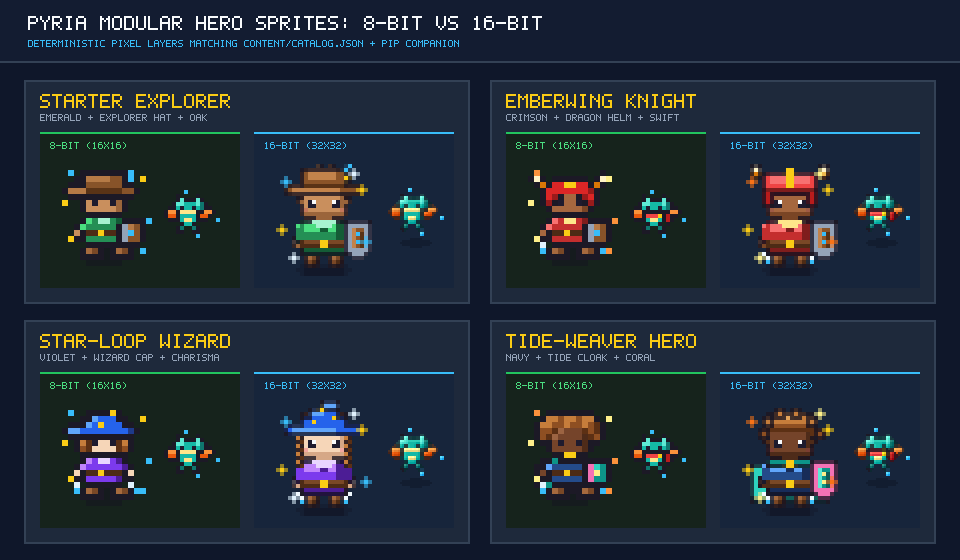 PYRIA MODULAR HERO SPRITES: 8-BIT VS 16-BIT
DETERMINISTIC PIXEL LAYERS MATCHING CONTENT/CATALOG.JSON + PIP COMPANION
STARTER EXPLORER
EMERALD + EXPLORER HAT + OAK
8-BIT (16X16)
16-BIT (32X32)
EMBERWING KNIGHT
CRIMSON + DRAGON HELM + SWIFT
8-BIT (16X16)
16-BIT (32X32)
STAR-LOOP WIZARD
VIOLET + WIZARD CAP + CHARISMA
8-BIT (16X16)
16-BIT (32X32)
TIDE-WEAVER HERO
NAVY + TIDE CLOAK + CORAL
8-BIT (16X16)
16-BIT (32X32)